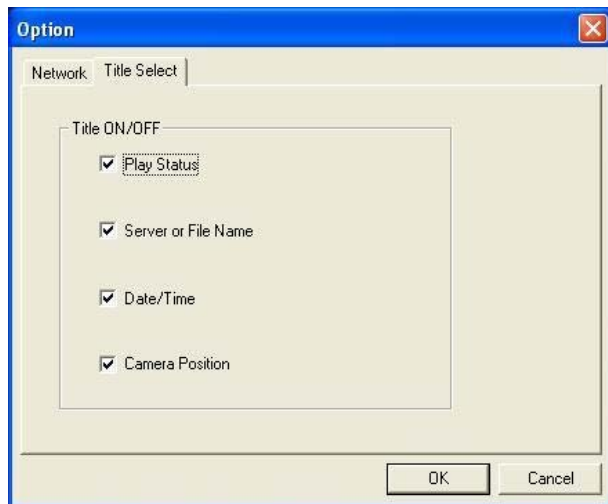 Option
Network Title Select
Title ON/OFF
Play Status
Server or File Name
Date/Time
Camera Position
OK Cancel